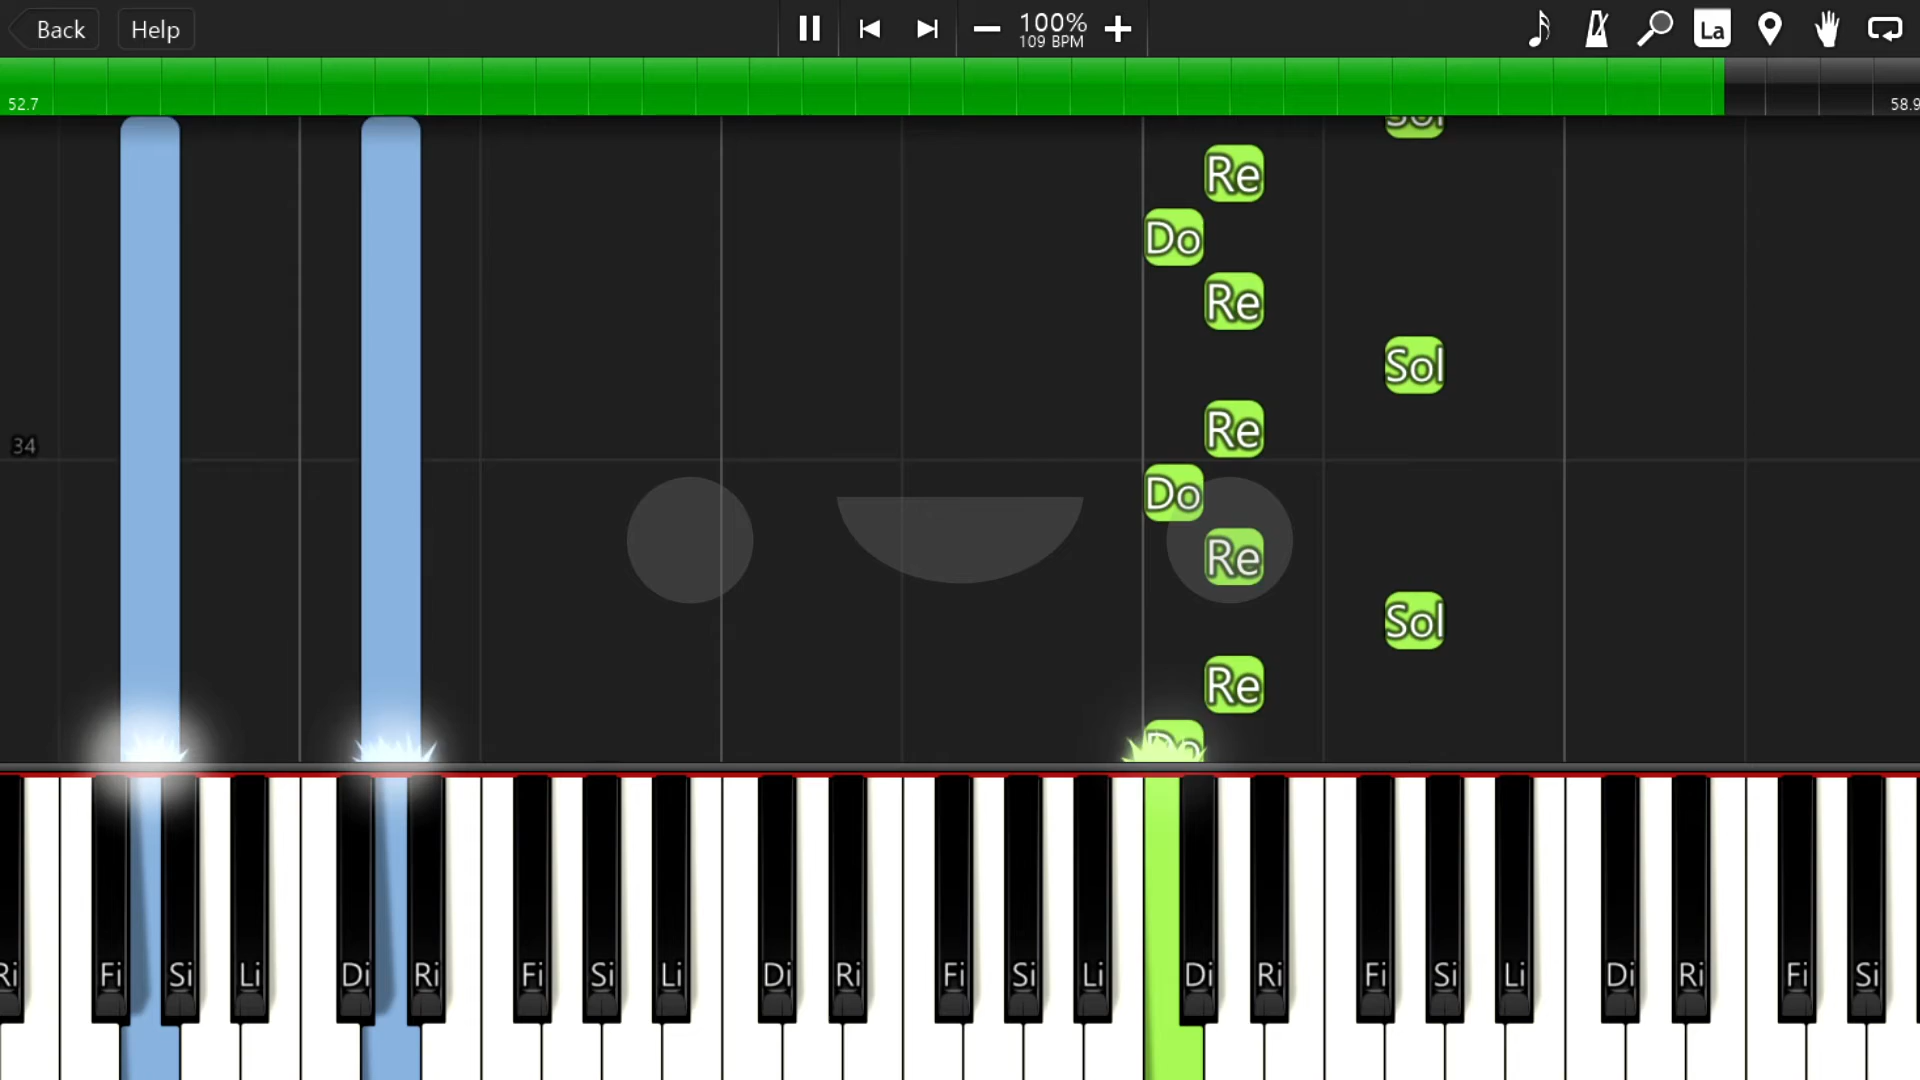 Back Help 100% La
109 BPM
52.7 58.9
Sol
Re
Do
Re
Sol
Re
34
Do
Re
Sol
Re
Do
Ri Fi Si Li Di Ri Fi Si Li Di Ri Fi Si Li Di Ri Fi Si Li Di Ri Fi Si